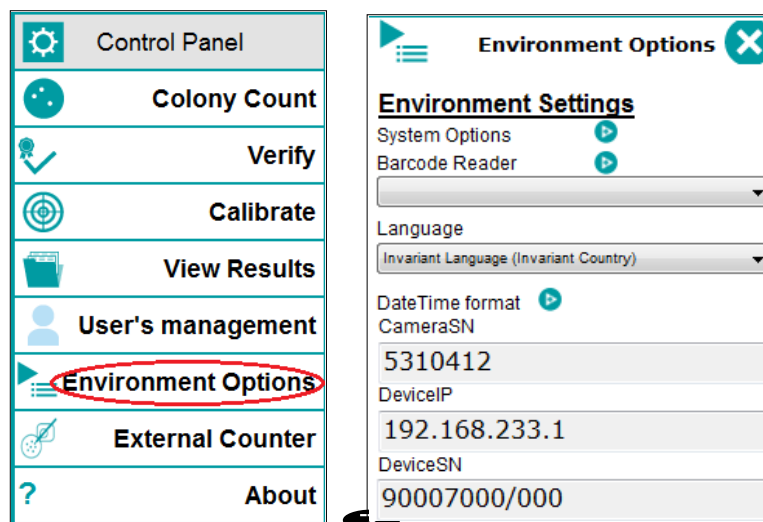 Control Panel
Colony Count
Verify
Calibrate
View Results
User's management
Environment Options
External Counter
? About
Environment Options
Environment Settings
System Options
Barcode Reader
Language
Invariant Language (Invariant Country)
DateTime format
CameraSN
5310412
DeviceIP
192.168.233.1
DeviceSN
90007000/000